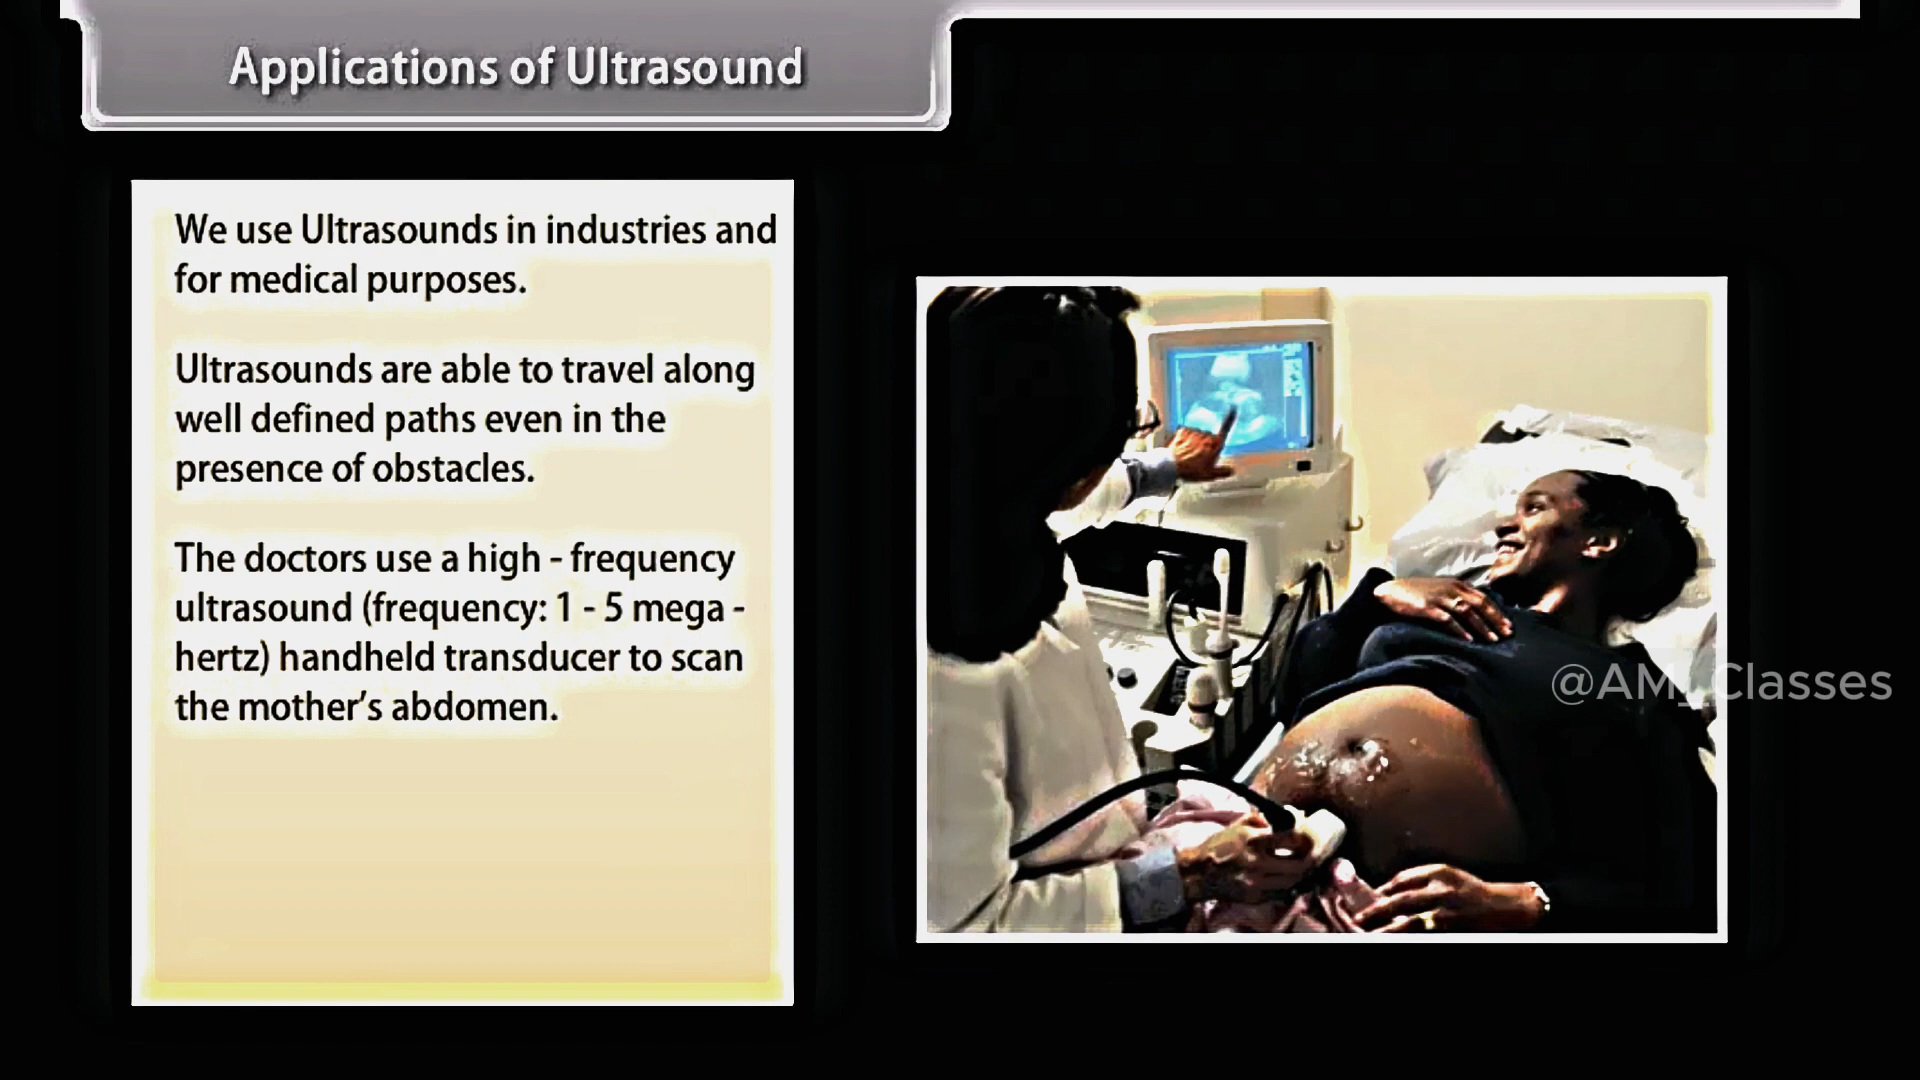 Applications of Ultrasound
We use Ultrasounds in industries and
for medical purposes.
Ultrasounds are able to travel along
well defined paths even in the
presence of obstacles.
The doctors use a high - frequency
ultrasound (frequency: 1 - 5 mega -
hertz) handheld transducer to scan
the mother's abdomen.
@AM_Classes